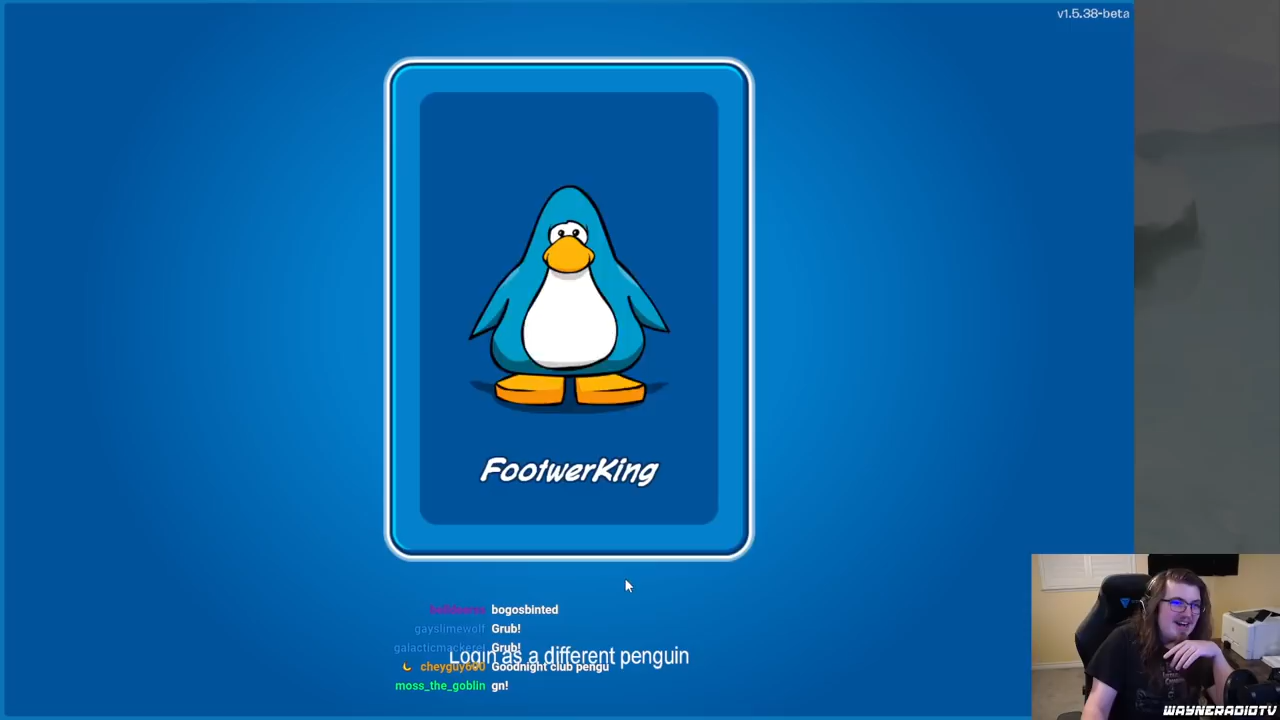 v1.5.38-beta
FootwerKing
bogosbinted
gayslimewolf Grub!
galacticmackerel Grub!
Login as a different penguin
cheyguy600 Goodnight club pengu
moss_the_goblin gn!
WAYNERADIOTV